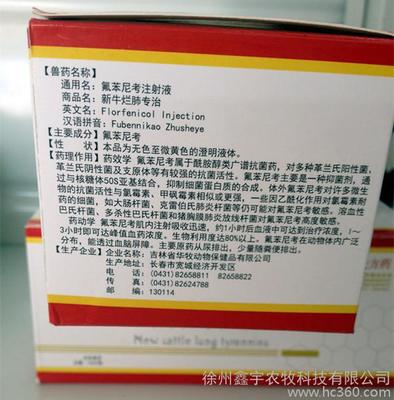 【兽药名称】
通用名：氟苯尼考注射液
商品名：新牛烂肺专治
英文名：Florfenicol Injection
汉语拼音：Fubennikao Zhusheye
【主要成分】氟苯尼考
【性 状】本品为无色至微黄色的澄明液体。
【药理作用】药效学 氟苯尼考属于酰胺醇类广谱抗菌药，对多种革兰氏阳性菌、
革兰氏阴性菌及支原体等有较强的抗菌活性。氟苯尼考主要是一种抑菌剂，通
过与核糖体50S亚基结合，抑制细菌蛋白质的合成。体外氟苯尼考对许多微生
物的抗菌活性与氯霉素、甲砜霉素相似或更强，一些因乙酰化作用对氯霉素耐
药的细菌，如大肠杆菌、克雷伯氏肺炎杆菌等仍可能对氟苯尼考敏感。溶血性
巴氏杆菌、多杀性巴氏杆菌和猪胸膜肺炎放线杆菌对氟苯尼考高度敏感。
药动学 氟苯尼考肌内注射吸收迅速，约1小时后血液中可达到治疗浓度，1~
3小时即可达峰值血药浓度。生物利用度达80%以上。氟苯尼考在动物体内广泛
分布，能透过血脑屏障。主要原药从尿排出，少量随粪便排出。
【生产企业】企业名称：吉林省华牧动物保健品有限公司
生产地址：长春市宽城经济开发区
电 话：(0431) 82658811 82658822
传 真：(0431) 82624788
邮 编：130114
方药
New cattle lung tyrannins
徐州鑫宇农牧科技有限公司
www.hc360.com